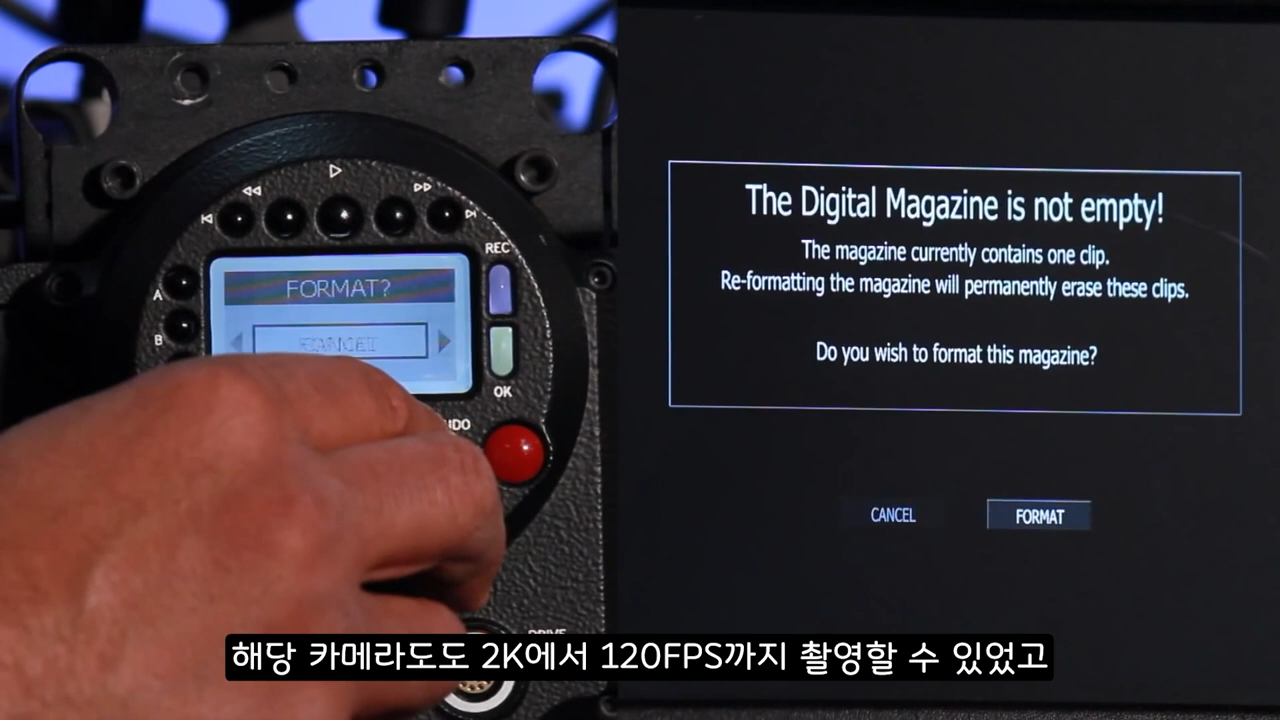 REC
FORMAT?
CANCEL
A
B
OK
The Digital Magazine is not empty!
The magazine currently contains one clip.
Re-formatting the magazine will permanently erase these clips.
Do you wish to format this magazine?
CANCEL
FORMAT
해당 카메라도도 2K에서 120FPS까지 촬영할 수 있었고